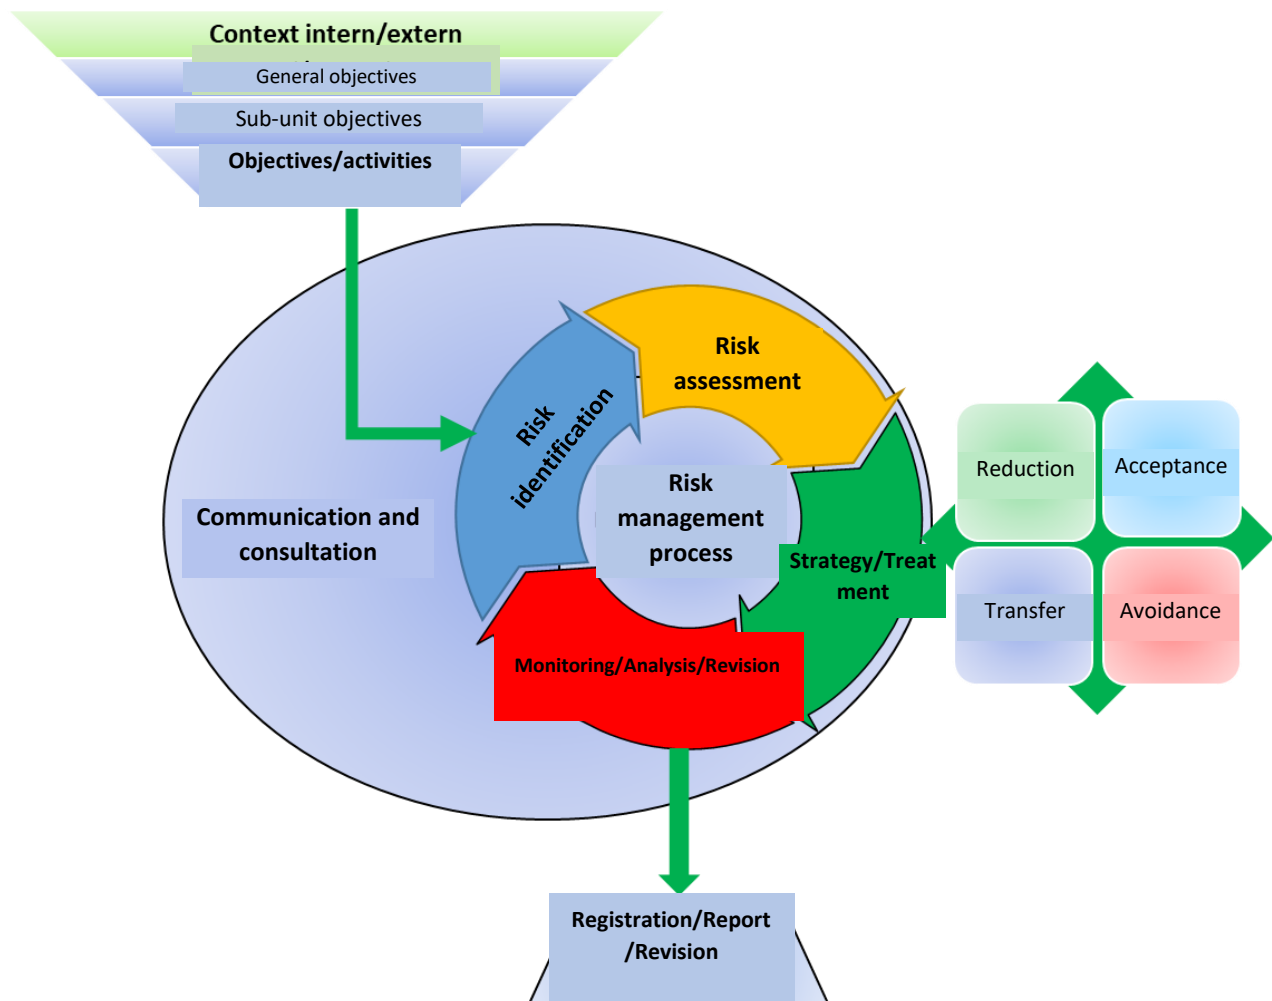 Context intern/extern
General objectives
Sub-unit objectives
Objectives/activities
Risk
assessment
Risk
identification
Reduction
Acceptance
Risk
management
process
Communication and
consultation
Strategy/Treat
ment
Transfer
Avoidance
Monitoring/Analysis/Revision
Registration/Report
/Revision